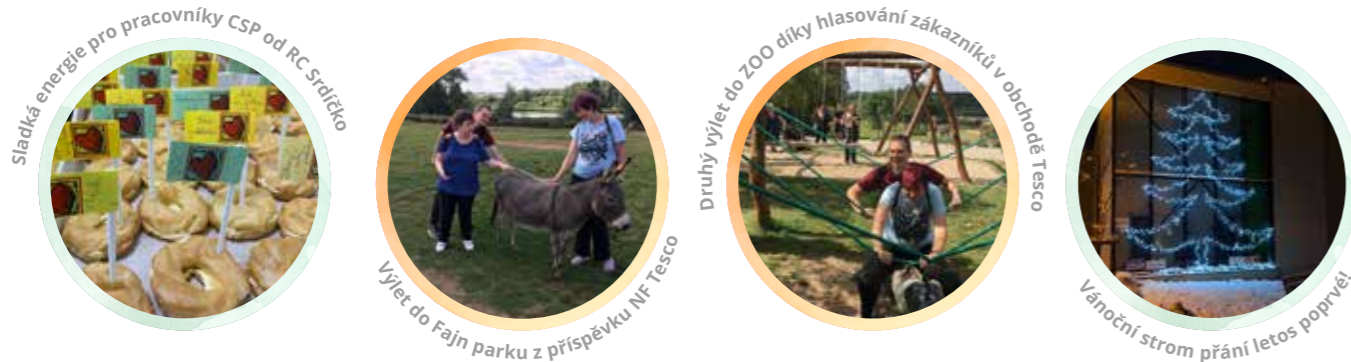 Sladká energie pro pracovníky CSP od RC Srdíčko
Výlet do Fajn parku z příspěvku NF Tesco
Druhý výlet do ZOO díky hlasování zákazníků v obchodě Tesco
Vánoční strom přání letos poprvé!